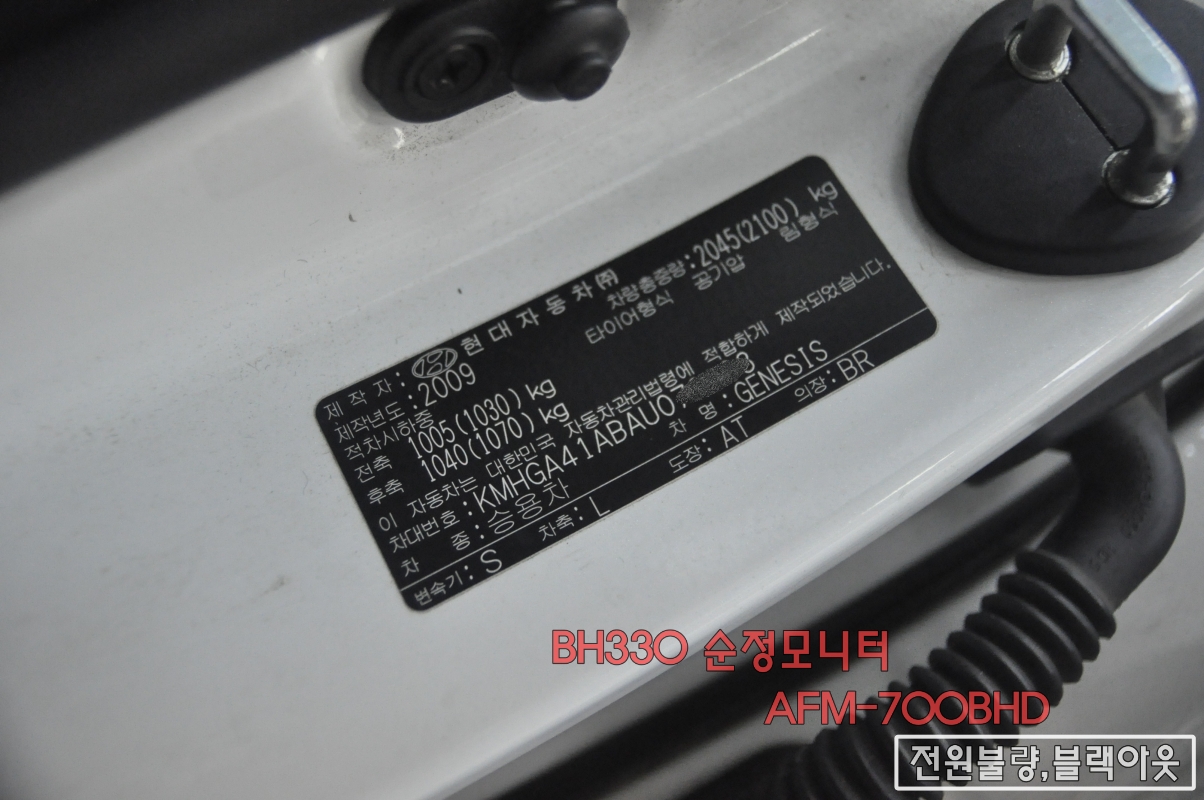 제 작 자 : 현 대 자 동 차 (주)
제작년도 : 2009 차량총중량 : 2045(2100) kg
적차시하중 타이어형식 공기압 림형식
전축 1005(1030) kg
후축 1040(1070) kg
이 자동차는 대한민국 자동차관리법령에 적합하게 제작되었습니다.
차대번호 : KMHGA41ABAU0 3
차 종 : 승용차 차 명 : GENESIS
변속기 : S 차축 : L 도장 : AT 의장 : BR
BH330 순정모니터
AFM-700BHD
전원불량,블랙아웃